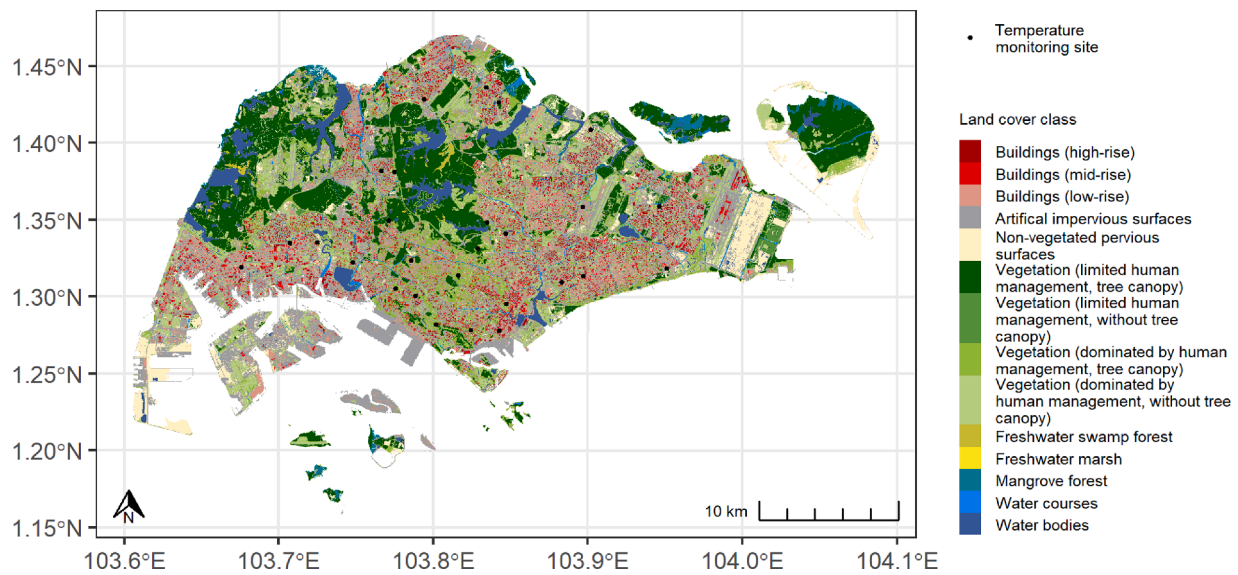 1.45°N
1.40°N
1.35°N
1.30°N
1.25°N
1.20°N
1.15°N
103.6°E
103.7°E
103.8°E
103.9°E
104.0°E
104.1°E
N
10 km
Temperature
monitoring site
Land cover class
Buildings (high-rise)
Buildings (mid-rise)
Buildings (low-rise)
Artifical impervious surfaces
Non-vegetated pervious
surfaces
Vegetation (limited human
management, tree canopy)
Vegetation (limited human
management, without tree
canopy)
Vegetation (dominated by human
management, tree canopy)
Vegetation (dominated by
human management, without tree
canopy)
Freshwater swamp forest
Freshwater marsh
Mangrove forest
Water courses
Water bodies